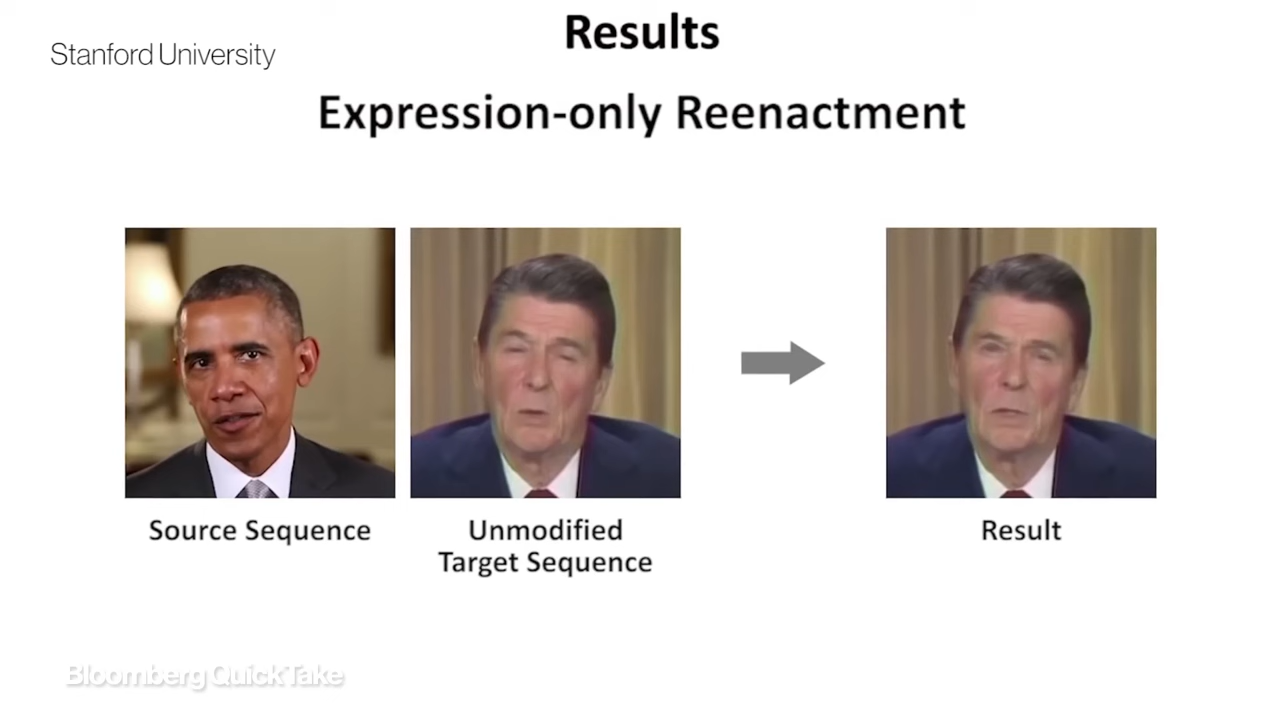 Stanford University
Results
Expression-only Reenactment
Source Sequence
Unmodified
Target Sequence
Result
Bloomberg QuickTake